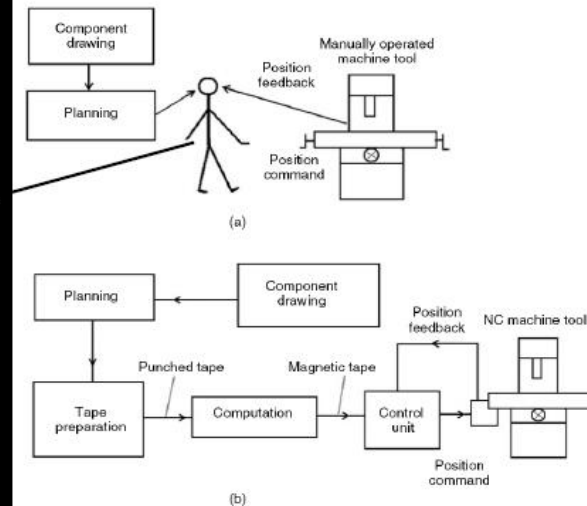 Component
drawing
Planning
Position
feedback
Manually operated
machine tool
Position
command
(a)
Planning
Component
drawing
Position
feedback
NC machine tool
Punched tape
Magnetic tape
Tape
preparation
Computation
Control
unit
Position
command
(b)